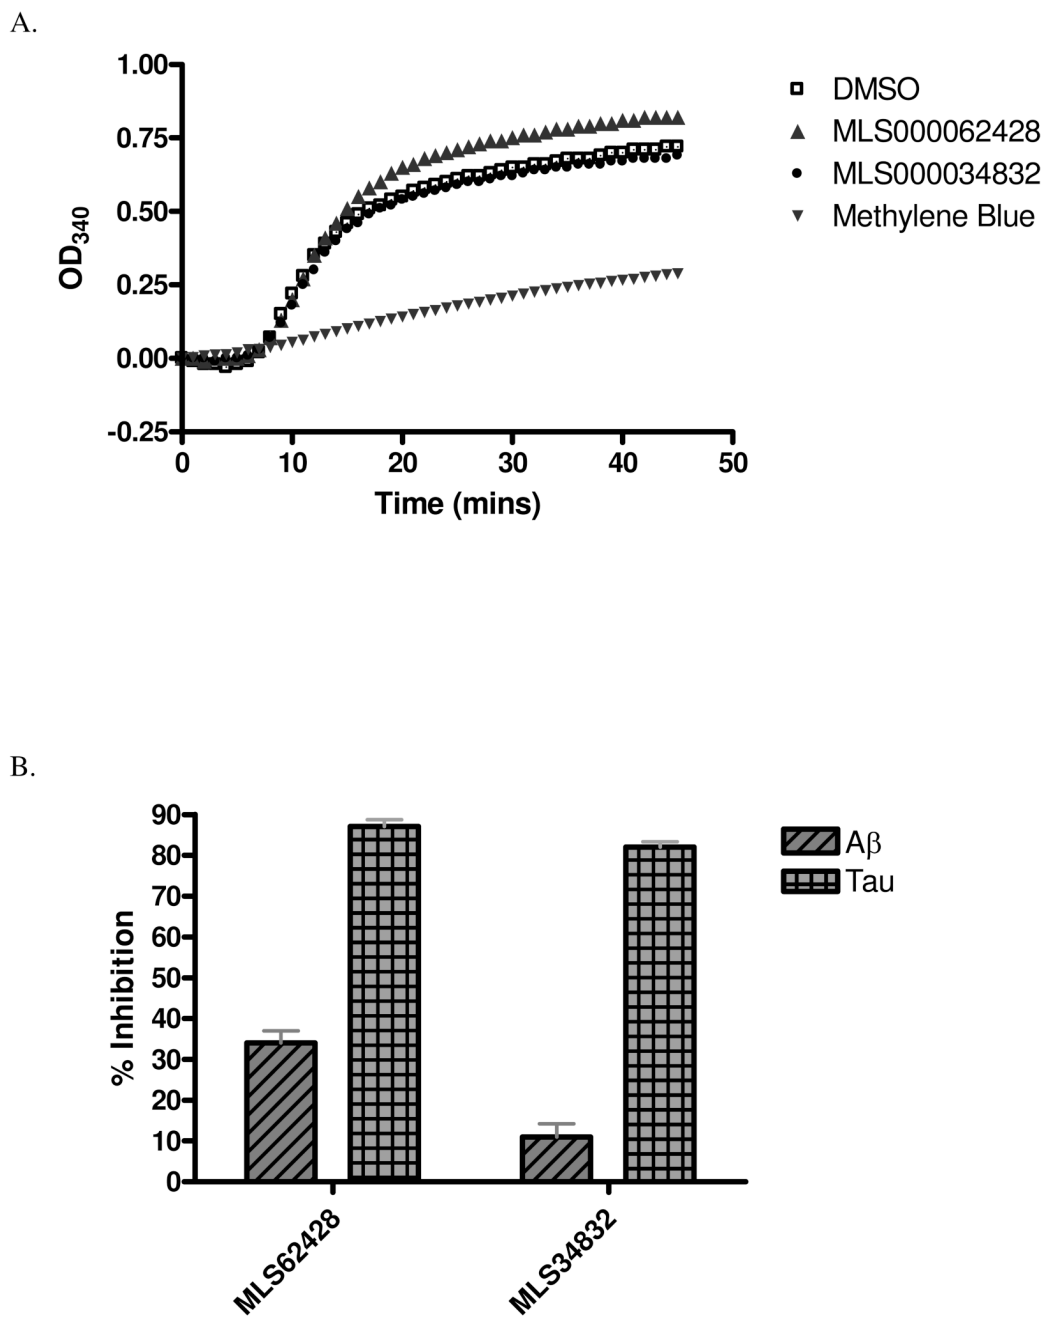 A.
1.00
0.75
0.50
0.25
0.00
-0.25
OD340
0 10 20 30 40 50
Time (mins)
DMSO
MLS000062428
MLS000034832
Methylene Blue
B.
90
80
70
60
50
40
30
20
10
0
% Inhibition
MLS62428
MLS34832
Aβ
Tau